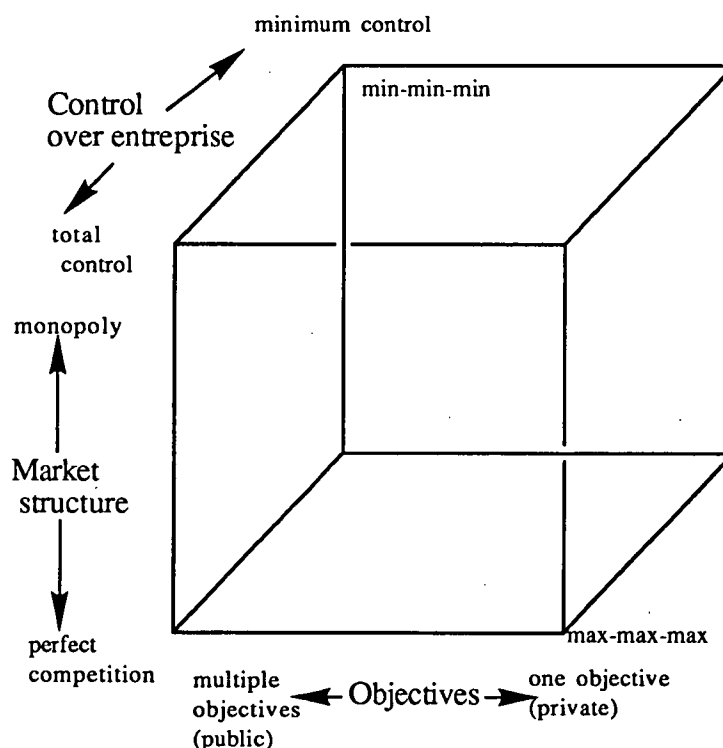 minimum control
min-min-min
Control
over entreprise
total
control
monopoly
Market
structure
perfect
competition
max-max-max
multiple
objectives
(public)
Objectives
one objective
(private)